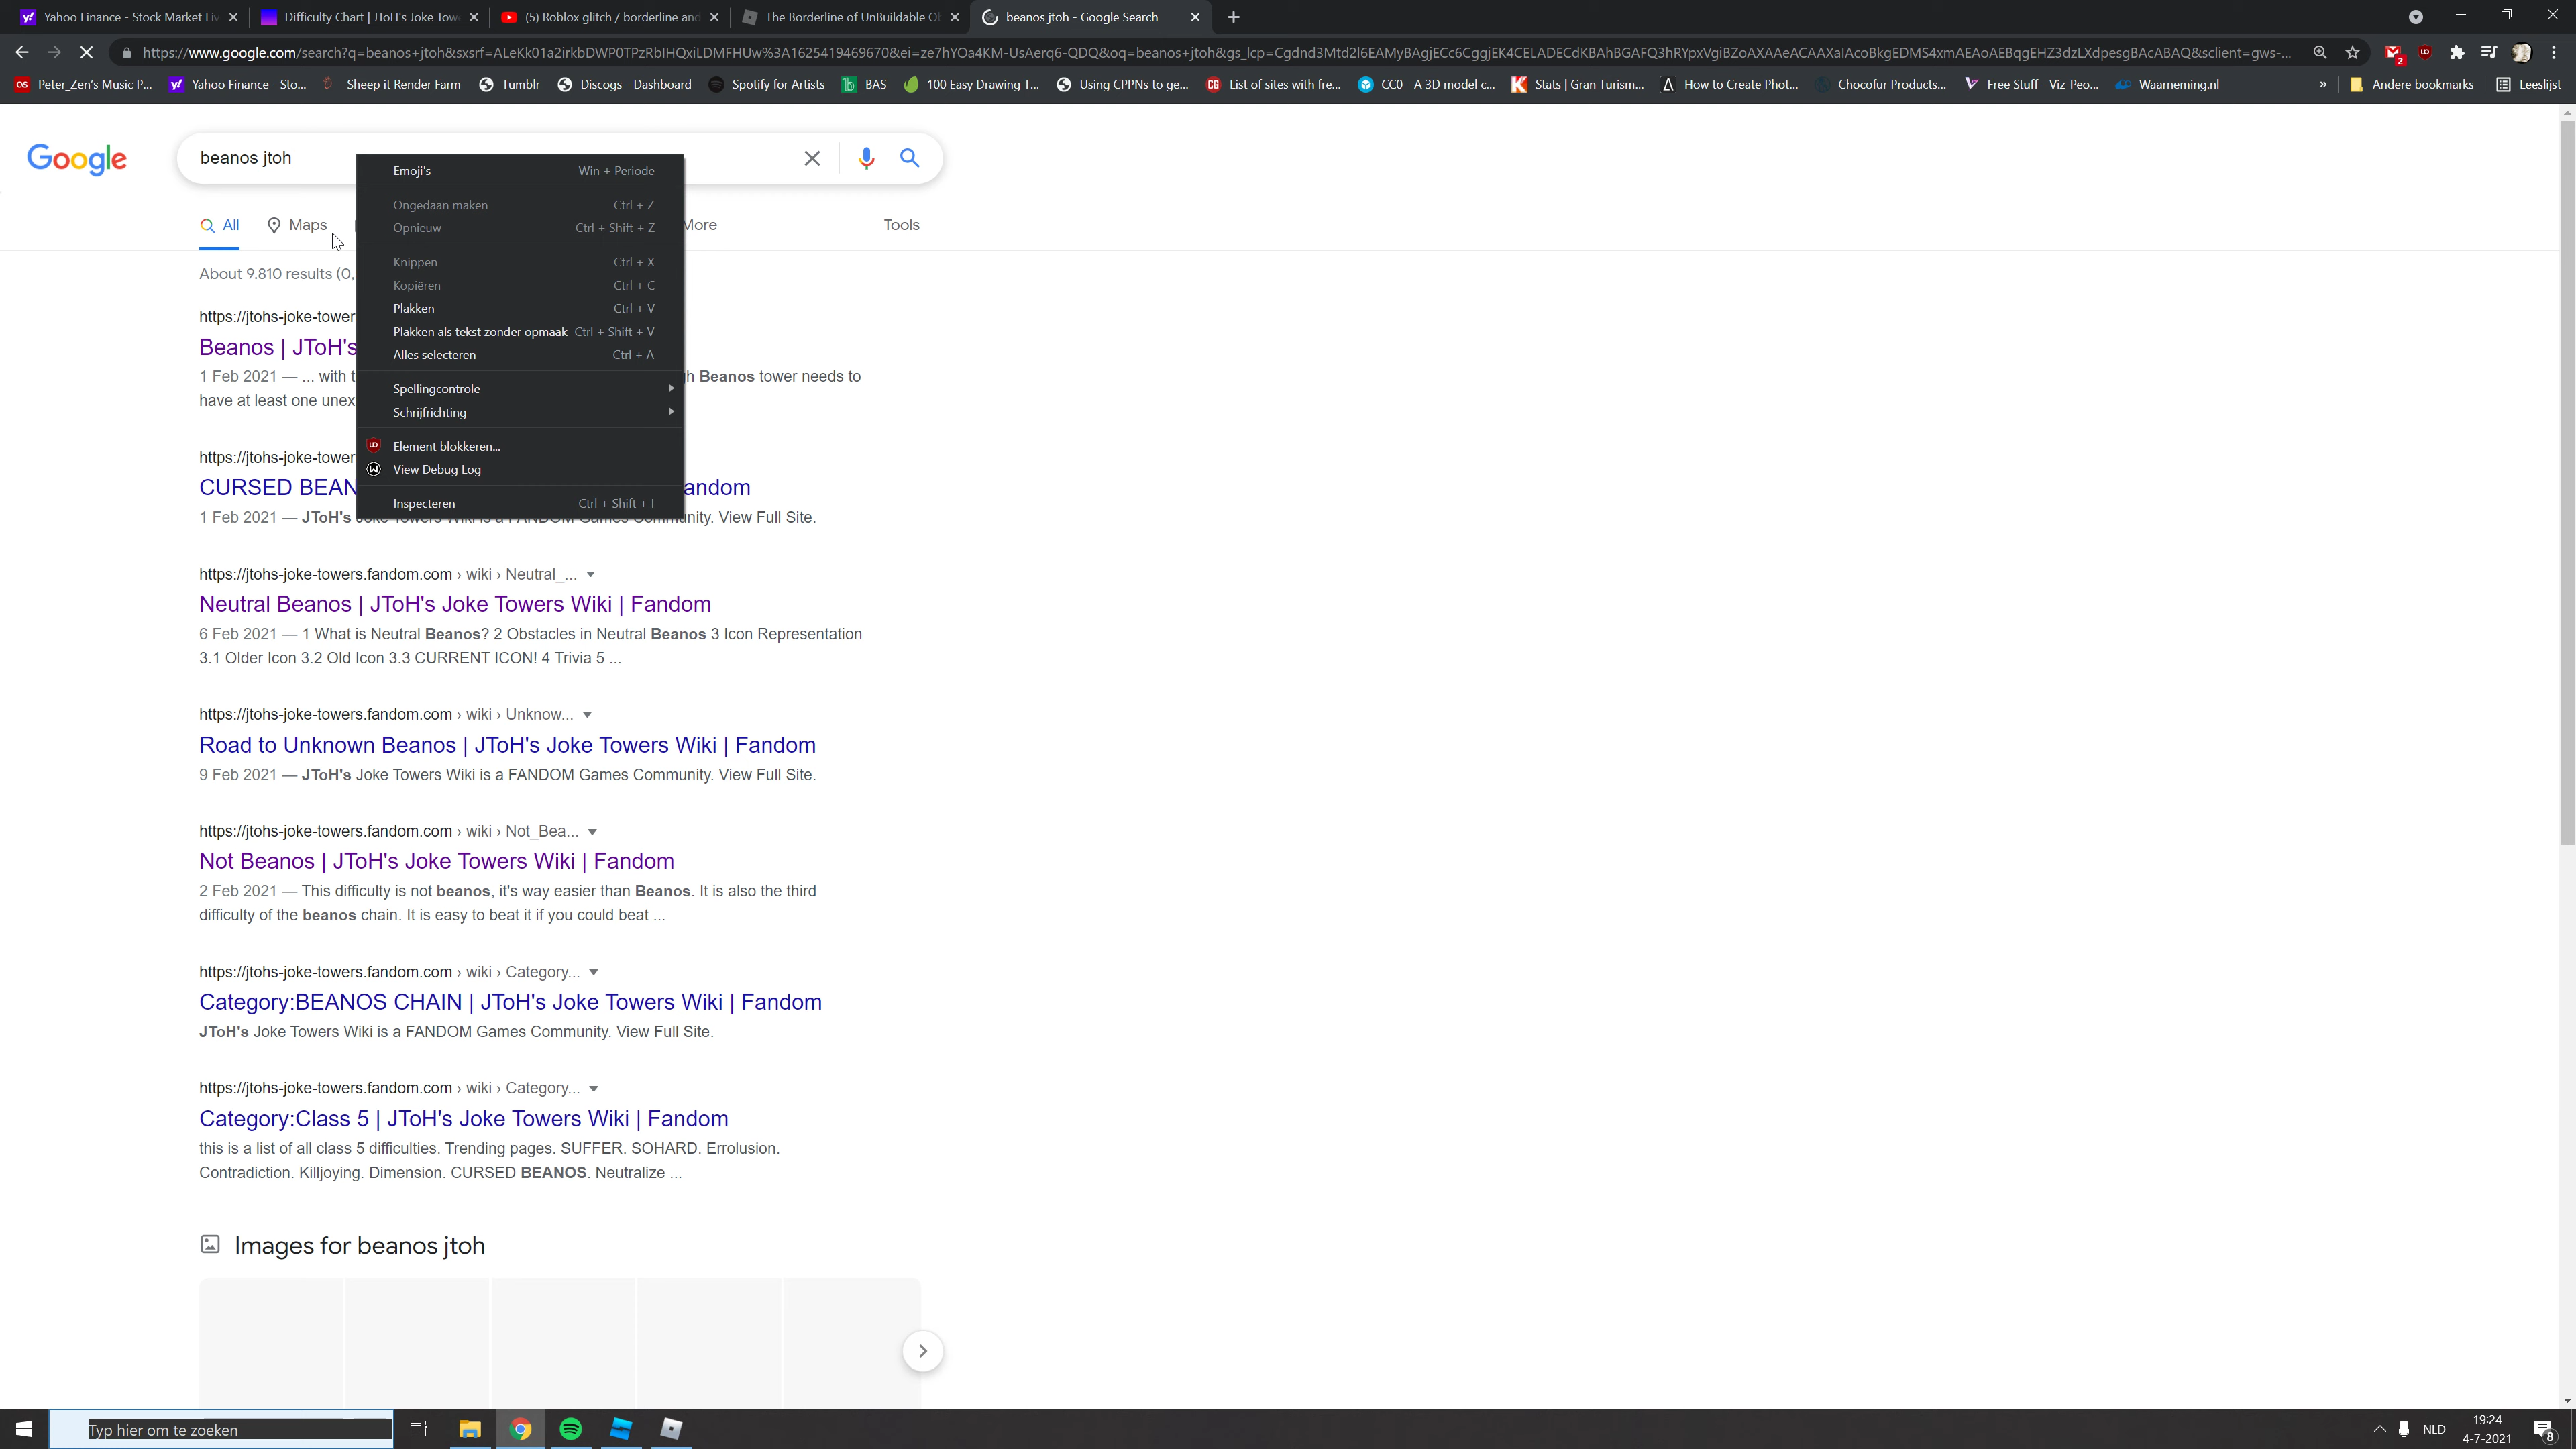 Yahoo Finance - Stock Market Li
Difficulty Chart | JToH's Joke Tow
(5) Roblox glitch / borderline and
The Borderline of UnBuildable O
beanos jtoh - Google Search
https://www.google.com/search?q=beanos+jtoh&sxsrf=
Peter_Zen's Music P...
Yahoo Finance - Sto...
Sheep it Render Farm
Tumblr
Discogs - Dashboard
Spotify for Artists
BAS
100 Easy Drawing T...
Using CPPNs to ge...
List of sites with fre...
CC0 - A 3D model c...
Stats | Gran Turism...
How to Create Phot...
Chocofur Products...
Free Stuff - Viz-Peo...
Waarneming.nl
»
Andere bookmarks
Leeslijst
Google
beanos jtoh
All
Maps
More
Tools
Emoji's Win + Periode
Ongedaan maken Ctrl + Z
Opnieuw Ctrl + Shift + Z
Knippen Ctrl + X
Kopiëren Ctrl + C
Plakken Ctrl + V
Plakken als tekst zonder opmaak Ctrl + Shift + V
Alles selecteren Ctrl + A
Spellingcontrole
Schrijfrichting
Element blokkeren...
View Debug Log
Inspecteren Ctrl + Shift + I
About 9.810 results (0,
https://jtohs-joke-tower
Beanos | JToH's
1 Feb 2021 — ... with t h Beanos tower needs to
have at least one unex
https://jtohs-joke-tower
CURSED BEAN andom
1 Feb 2021 — JToH's Joke Towers Wiki is a FANDOM Games Community. View Full Site.
https://jtohs-joke-towers.fandom.com › wiki › Neutral_...
Neutral Beanos | JToH's Joke Towers Wiki | Fandom
6 Feb 2021 — 1 What is Neutral Beanos? 2 Obstacles in Neutral Beanos 3 Icon Representation
3.1 Older Icon 3.2 Old Icon 3.3 CURRENT ICON! 4 Trivia 5 ...
https://jtohs-joke-towers.fandom.com › wiki › Unknow...
Road to Unknown Beanos | JToH's Joke Towers Wiki | Fandom
9 Feb 2021 — JToH's Joke Towers Wiki is a FANDOM Games Community. View Full Site.
https://jtohs-joke-towers.fandom.com › wiki › Not_Bea...
Not Beanos | JToH's Joke Towers Wiki | Fandom
2 Feb 2021 — This difficulty is not beanos, it's way easier than Beanos. It is also the third
difficulty of the beanos chain. It is easy to beat it if you could beat ...
https://jtohs-joke-towers.fandom.com › wiki › Category...
Category:BEANOS CHAIN | JToH's Joke Towers Wiki | Fandom
JToH's Joke Towers Wiki is a FANDOM Games Community. View Full Site.
https://jtohs-joke-towers.fandom.com › wiki › Category...
Category:Class 5 | JToH's Joke Towers Wiki | Fandom
this is a list of all class 5 difficulties. Trending pages. SUFFER. SOHARD. Errolusion.
Contradiction. Killjoying. Dimension. CURSED BEANOS. Neutralize ...
Images for beanos jtoh
Typ hier om te zoeken
NLD
19:24
4-7-2021
8